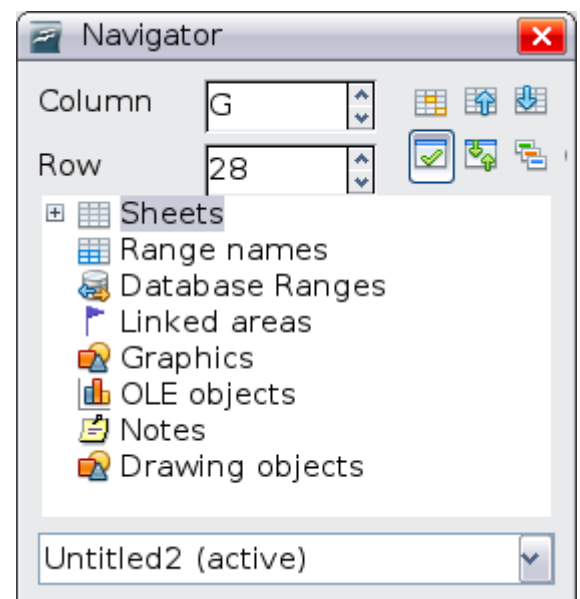 Navigator
Column G
Row 28
Sheets
Range names
Database Ranges
Linked areas
Graphics
OLE objects
Notes
Drawing objects
Untitled2 (active)